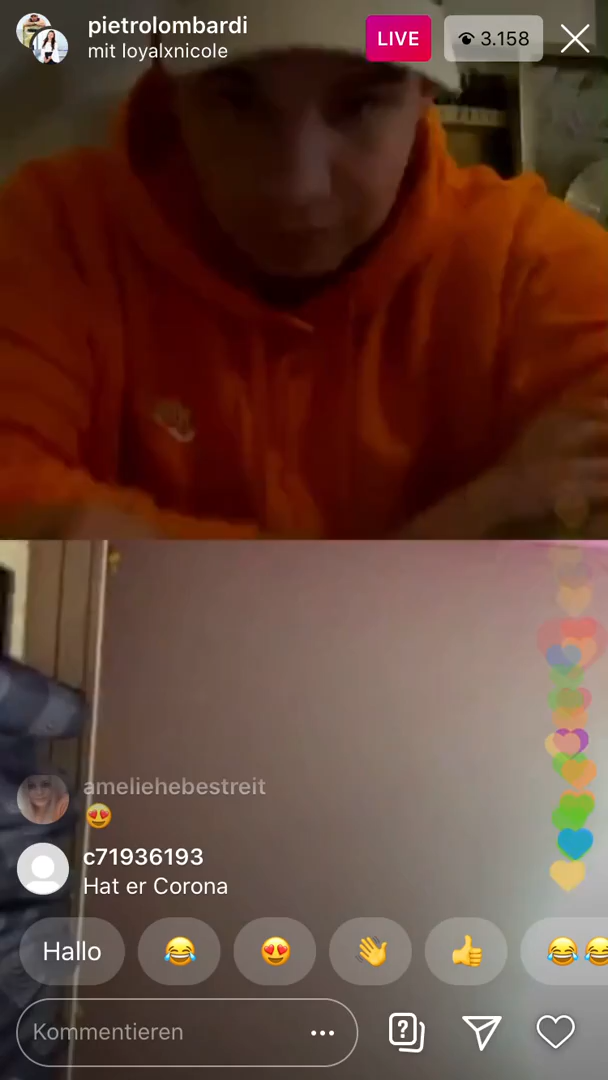 pietrolombardi
mit loyalxnicole
LIVE
3.158
ameliehebestreit
😍
c71936193
Hat er Corona
Hallo 😂 😍 👋 👍 😂😂
Kommentieren